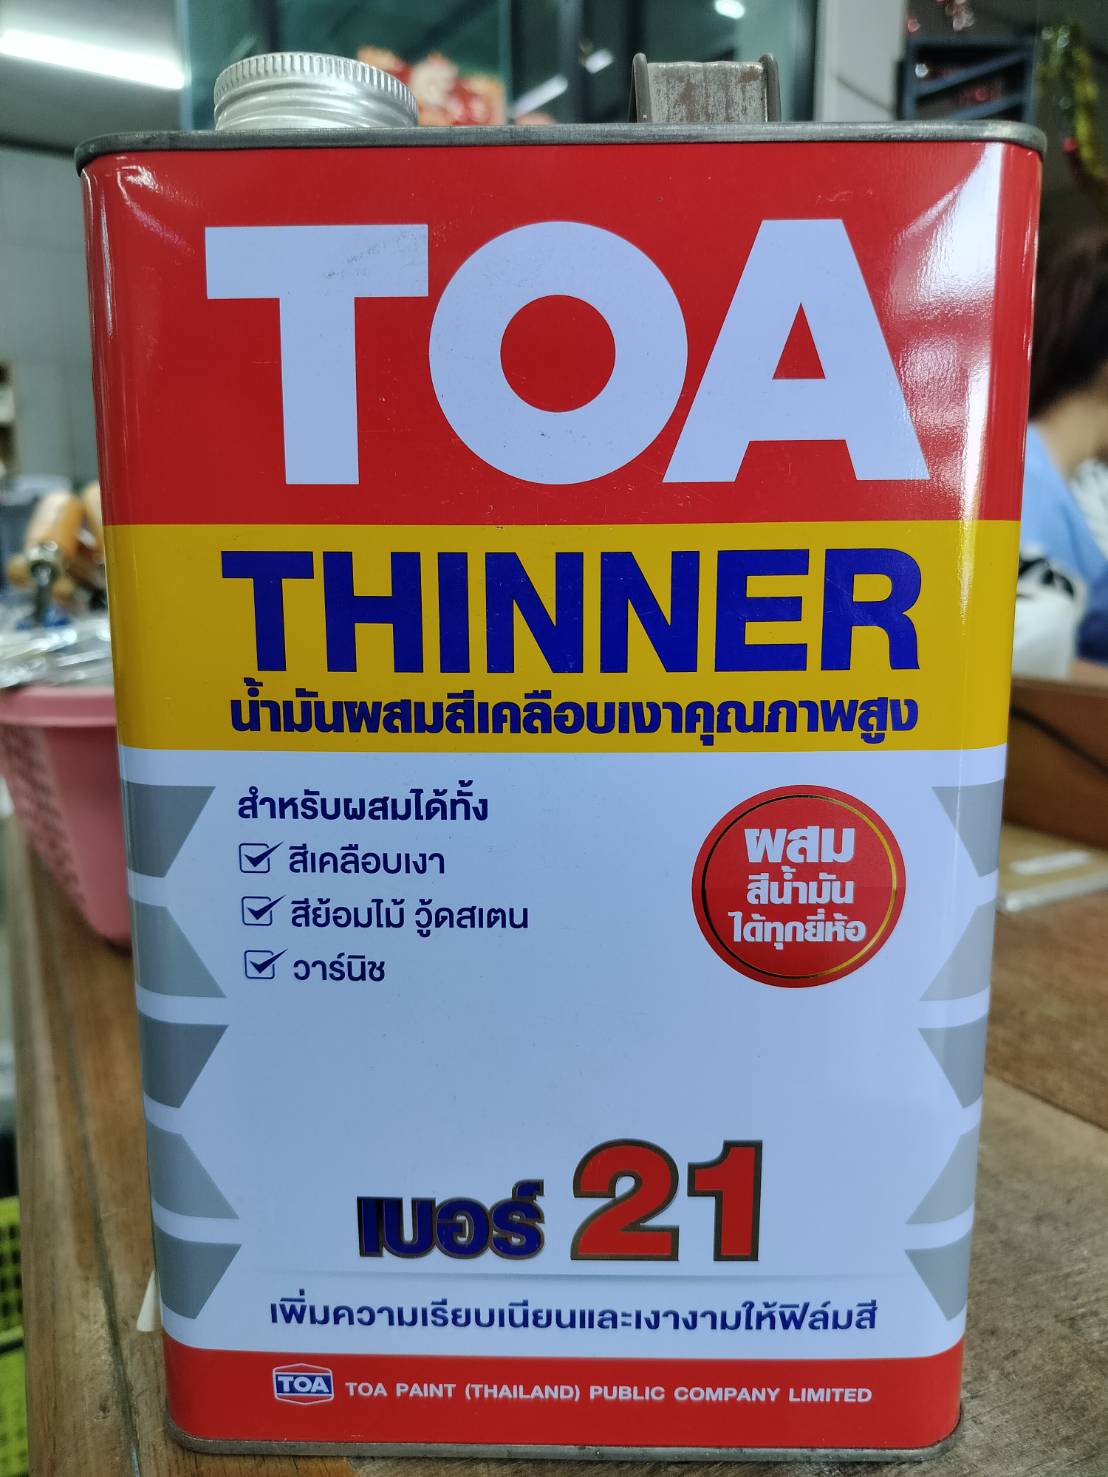 TOA
THINNER
น้ำมันผสมสีเคลือบเงาคุณภาพสูง
สำหรับผสมได้ทั้ง
สีเคลือบเงา
สีย้อมไม้ วู้ดสเตน
วาร์นิช
ผสม
สีน้ำมัน
ได้ทุกยี่ห้อ
เบอร์ 21
เพิ่มความเรียบเนียนและเงางามให้ฟิล์มสี
TOA TOA PAINT (THAILAND) PUBLIC COMPANY LIMITED